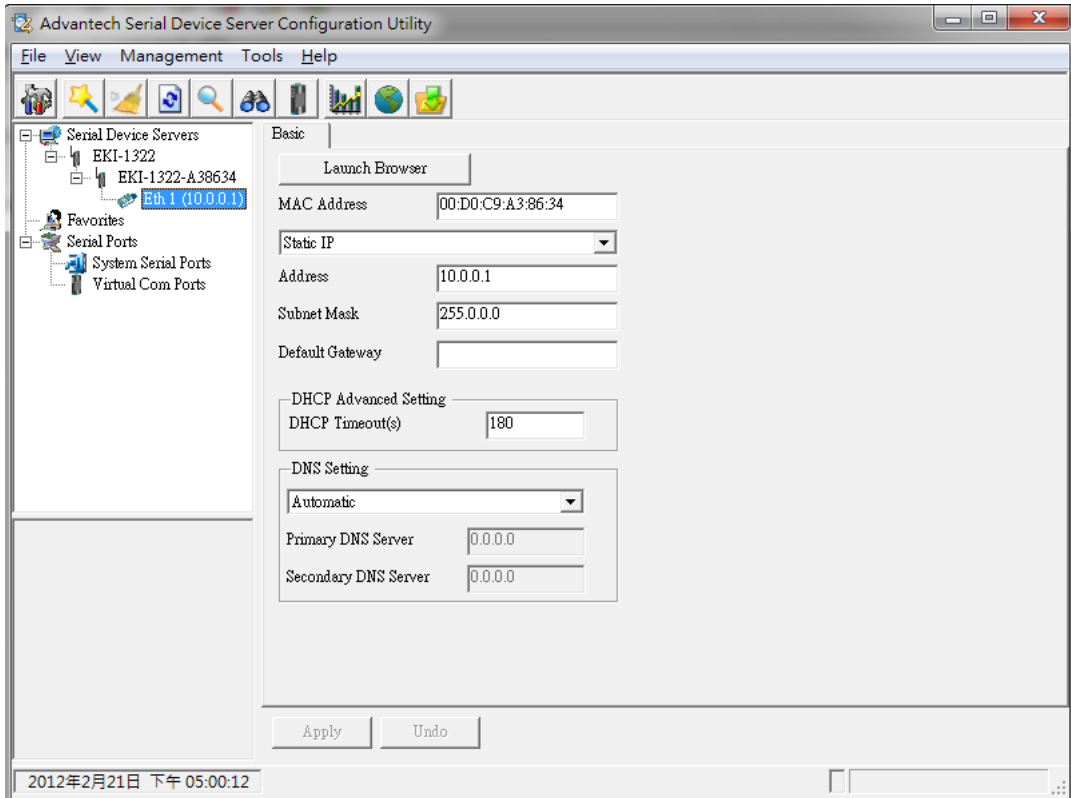 Advantech Serial Device Server Configuration Utility
File View Management Tools Help
Serial Device Servers
EKI-1322
EKI-1322-A38634
Eth 1 (10.0.0.1)
Favorites
Serial Ports
System Serial Ports
Virtual Com Ports
Basic
Launch Browser
MAC Address 00:D0:C9:A3:86:34
Static IP
Address 10.0.0.1
Subnet Mask 255.0.0.0
Default Gateway
DHCP Advanced Setting
DHCP Timeout(s) 180
DNS Setting
Automatic
Primary DNS Server 0.0.0.0
Secondary DNS Server 0.0.0.0
Apply Undo
2012年2月21日 下午 05:00:12